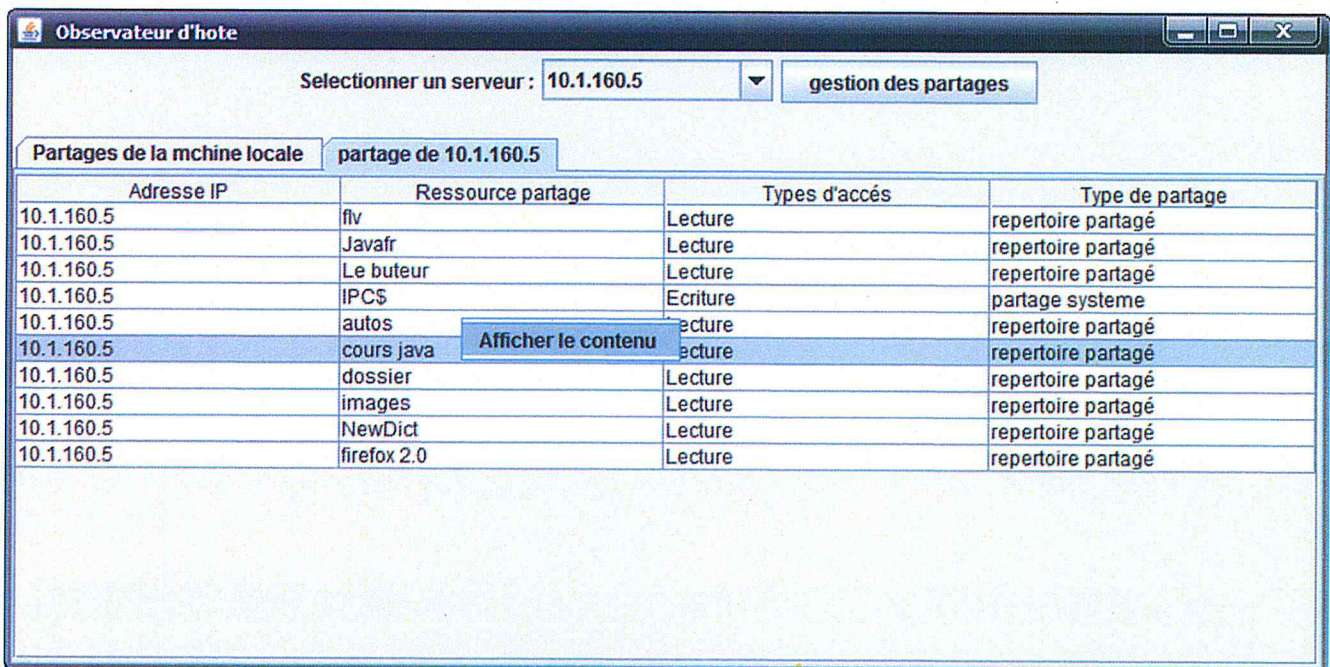 Observateur d'hote
Selectionner un serveur : 10.1.160.5 gestion des partages
Partages de la mchine locale partage de 10.1.160.5
Adresse IP Ressource partage Types d'accés Type de partage
10.1.160.5 flv Lecture repertoire partagé
10.1.160.5 Javafr Lecture repertoire partagé
10.1.160.5 Le buteur Lecture repertoire partagé
10.1.160.5 IPC$ Ecriture partage systeme
10.1.160.5 autos ecture repertoire partagé
Afficher le contenu
10.1.160.5 cours java ecture repertoire partagé
10.1.160.5 dossier Lecture repertoire partagé
10.1.160.5 images Lecture repertoire partagé
10.1.160.5 NewDict Lecture repertoire partagé
10.1.160.5 firefox 2.0 Lecture repertoire partagé